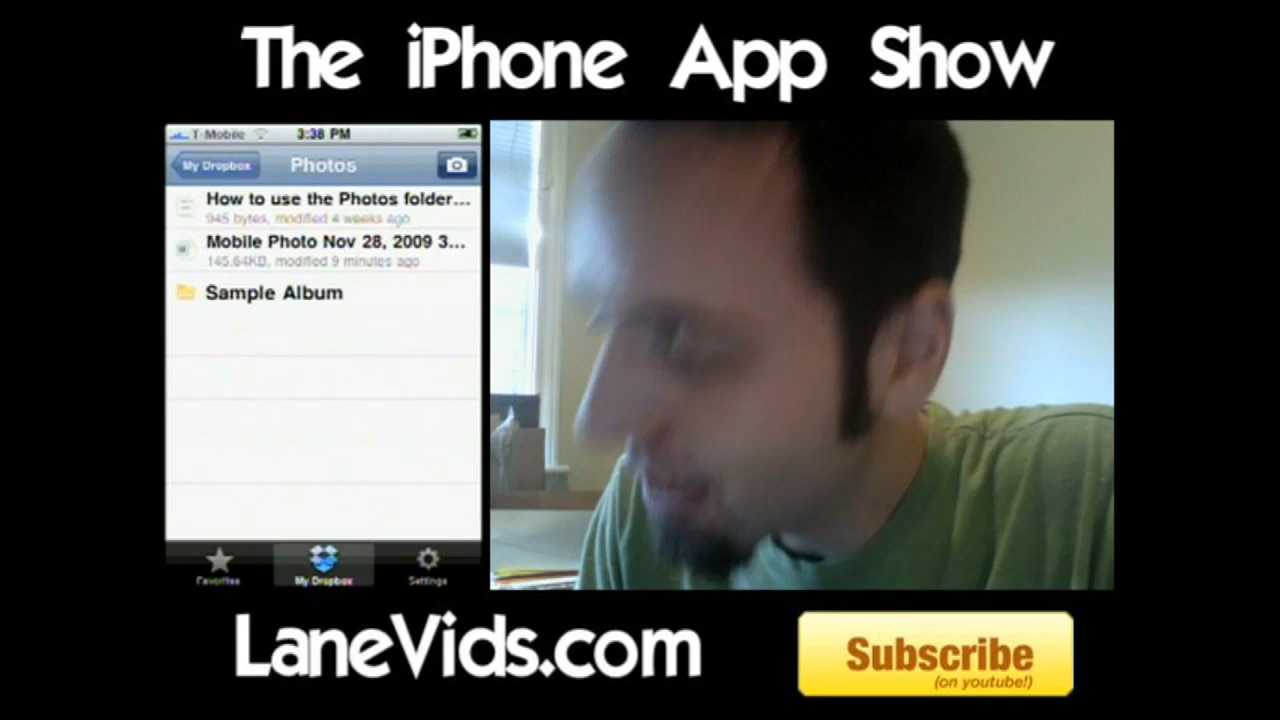 The iPhone App Show
T-Mobile 3:38 PM
My Dropbox Photos
How to use the Photos folder...
945 bytes, modified 4 weeks ago
Mobile Photo Nov 28, 2009 3...
145.64KB, modified 9 minutes ago
Sample Album
Favorites My Dropbox Settings
LaneVids.com
Subscribe
(on youtube!)